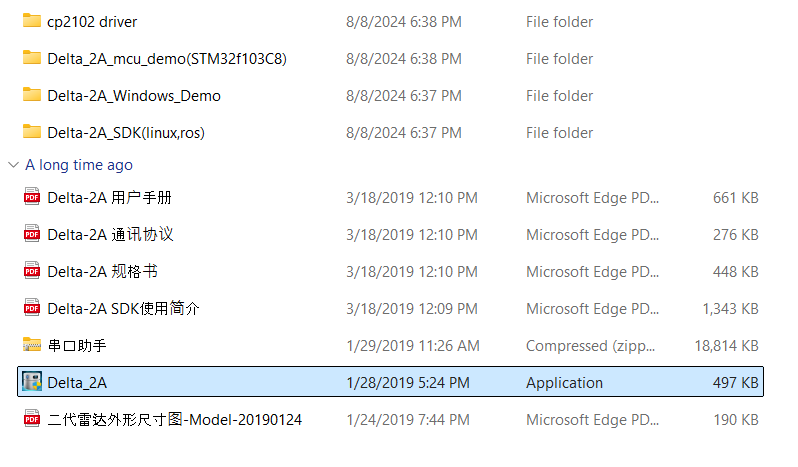 cp2102 driver 8/8/2024 6:38 PM File folder
Delta_2A_mcu_demo(STM32f103C8) 8/8/2024 6:38 PM File folder
Delta-2A_Windows_Demo 8/8/2024 6:37 PM File folder
Delta-2A_SDK(linux,ros) 8/8/2024 6:37 PM File folder
A long time ago
PDF Delta-2A 用户手册 3/18/2019 12:10 PM Microsoft Edge PD... 661 KB
PDF Delta-2A 通讯协议 3/18/2019 12:10 PM Microsoft Edge PD... 276 KB
PDF Delta-2A 规格书 3/18/2019 12:10 PM Microsoft Edge PD... 448 KB
PDF Delta-2A SDK使用简介 3/18/2019 12:09 PM Microsoft Edge PD... 1,343 KB
串口助手 1/29/2019 11:26 AM Compressed (zipp... 18,814 KB
Delta_2A 1/28/2019 5:24 PM Application 497 KB
PDF 二代雷达外形尺寸图-Model-20190124 1/24/2019 7:44 PM Microsoft Edge PD... 190 KB